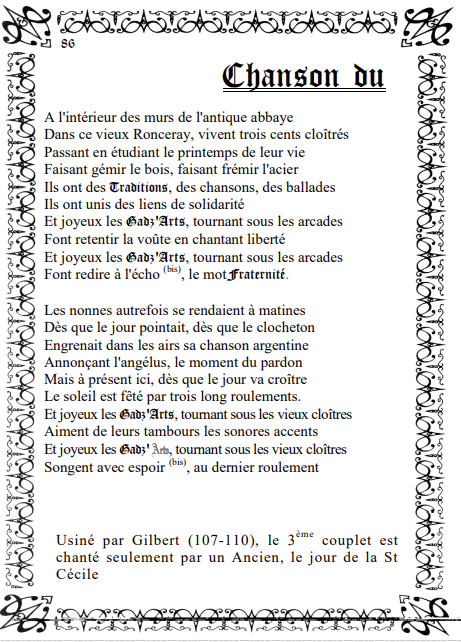 86
Chanson du
A l'intérieur des murs de l'antique abbaye
Dans ce vieux Ronceray, vivent trois cents cloîtrés
Passant en étudiant le printemps de leur vie
Faisant gémir le bois, faisant frémir l'acier
Ils ont des Traditions, des chansons, des ballades
Ils ont unis des liens de solidarité
Et joyeux les Gadz'Arts, tournant sous les arcades
Font retentir la voûte en chantant liberté
Et joyeux les Gadz'Arts, tournant sous les arcades
Font redire à l'écho (bis), le mot Fraternité.
Les nonnes autrefois se rendaient à matines
Dès que le jour pointait, dès que le clocheton
Engrenait dans les airs sa chanson argentine
Annonçant l'angélus, le moment du pardon
Mais à présent ici, dès que le jour va croître
Le soleil est fêté par trois long roulements.
Et joyeux les Gadz'Arts, tournant sous les vieux cloîtres
Aiment de leurs tambours les sonores accents
Et joyeux les Gadz'Arts, tournant sous les vieux cloîtres
Songent avec espoir (bis), au dernier roulement
Usiné par Gilbert (107-110), le 3ème couplet est
chanté seulement par un Ancien, le jour de la St
Cécile